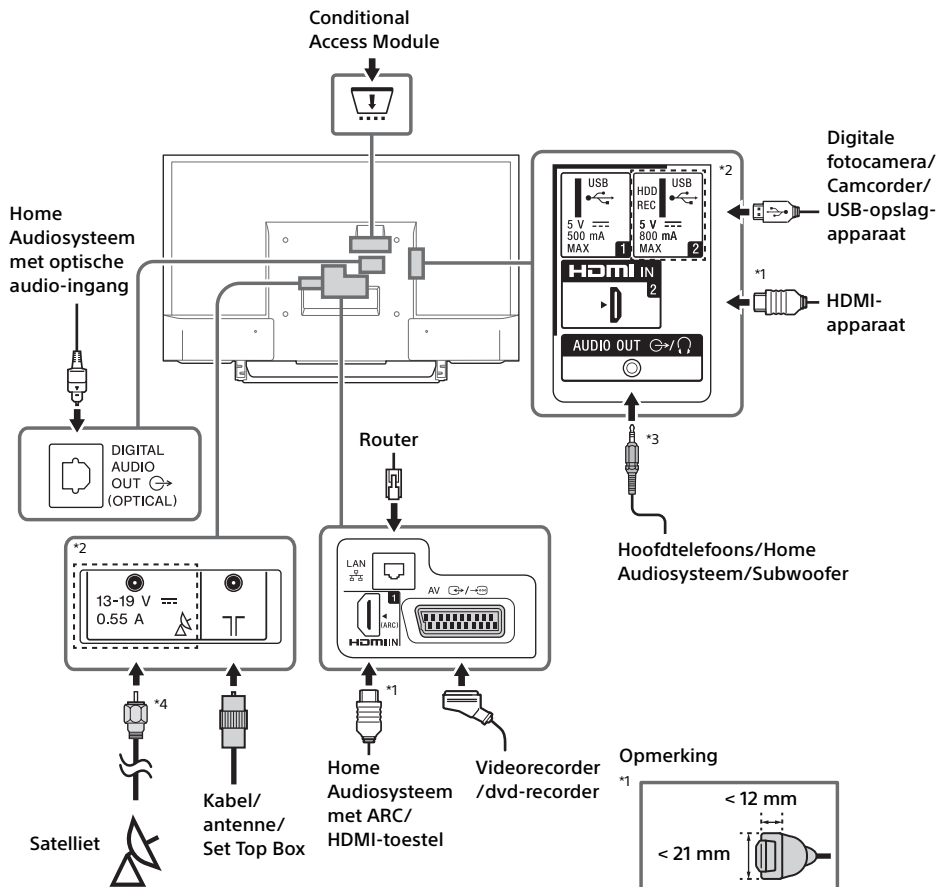 Conditional
Access Module
Home
Audiosysteem
met optische
audio-ingang
DIGITAL
AUDIO
OUT
(OPTICAL)
*2
USB
5 V
500 mA
MAX
1
HDD
REC
USB
5 V
800 mA
MAX
2
HDMI IN
2
AUDIO OUT
Digitale
fotocamera/
Camcorder/
USB-opslag-
apparaat
*1
HDMI-
apparaat
*3
Hoofdtelefoons/Home
Audiosysteem/Subwoofer
Router
LAN
1
(ARC)
HDMI IN
AV
*2
13-19 V
0.55 A
*4
Satelliet
Kabel/
antenne/
Set Top Box
*1
Home
Audiosysteem
met ARC/
HDMI-toestel
Videorecorder
/dvd-recorder
Opmerking
*1
< 12 mm
< 21 mm